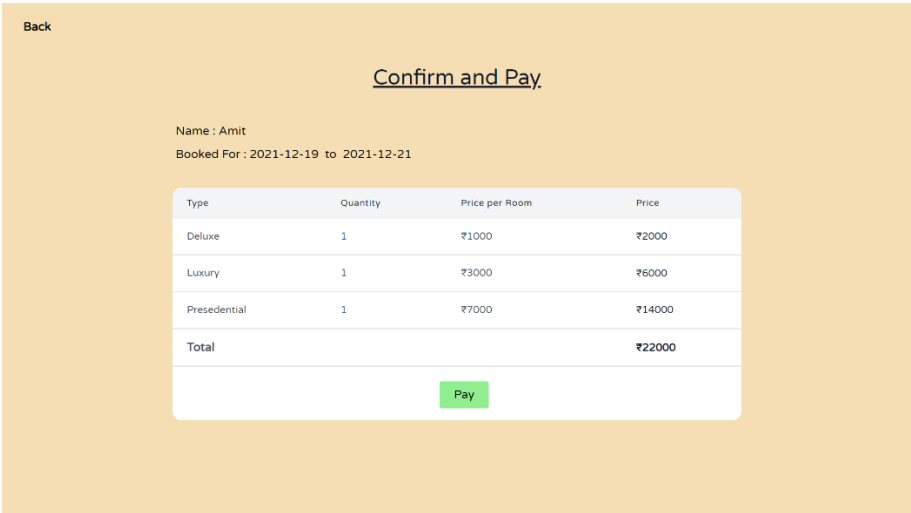 Back
Confirm and Pay
Name : Amit
Booked For : 2021-12-19 to 2021-12-21
Type Quantity Price per Room Price
Deluxe 1 ₹1000 ₹2000
Luxury 1 ₹3000 ₹6000
Presedential 1 ₹7000 ₹14000
Total ₹22000
Pay